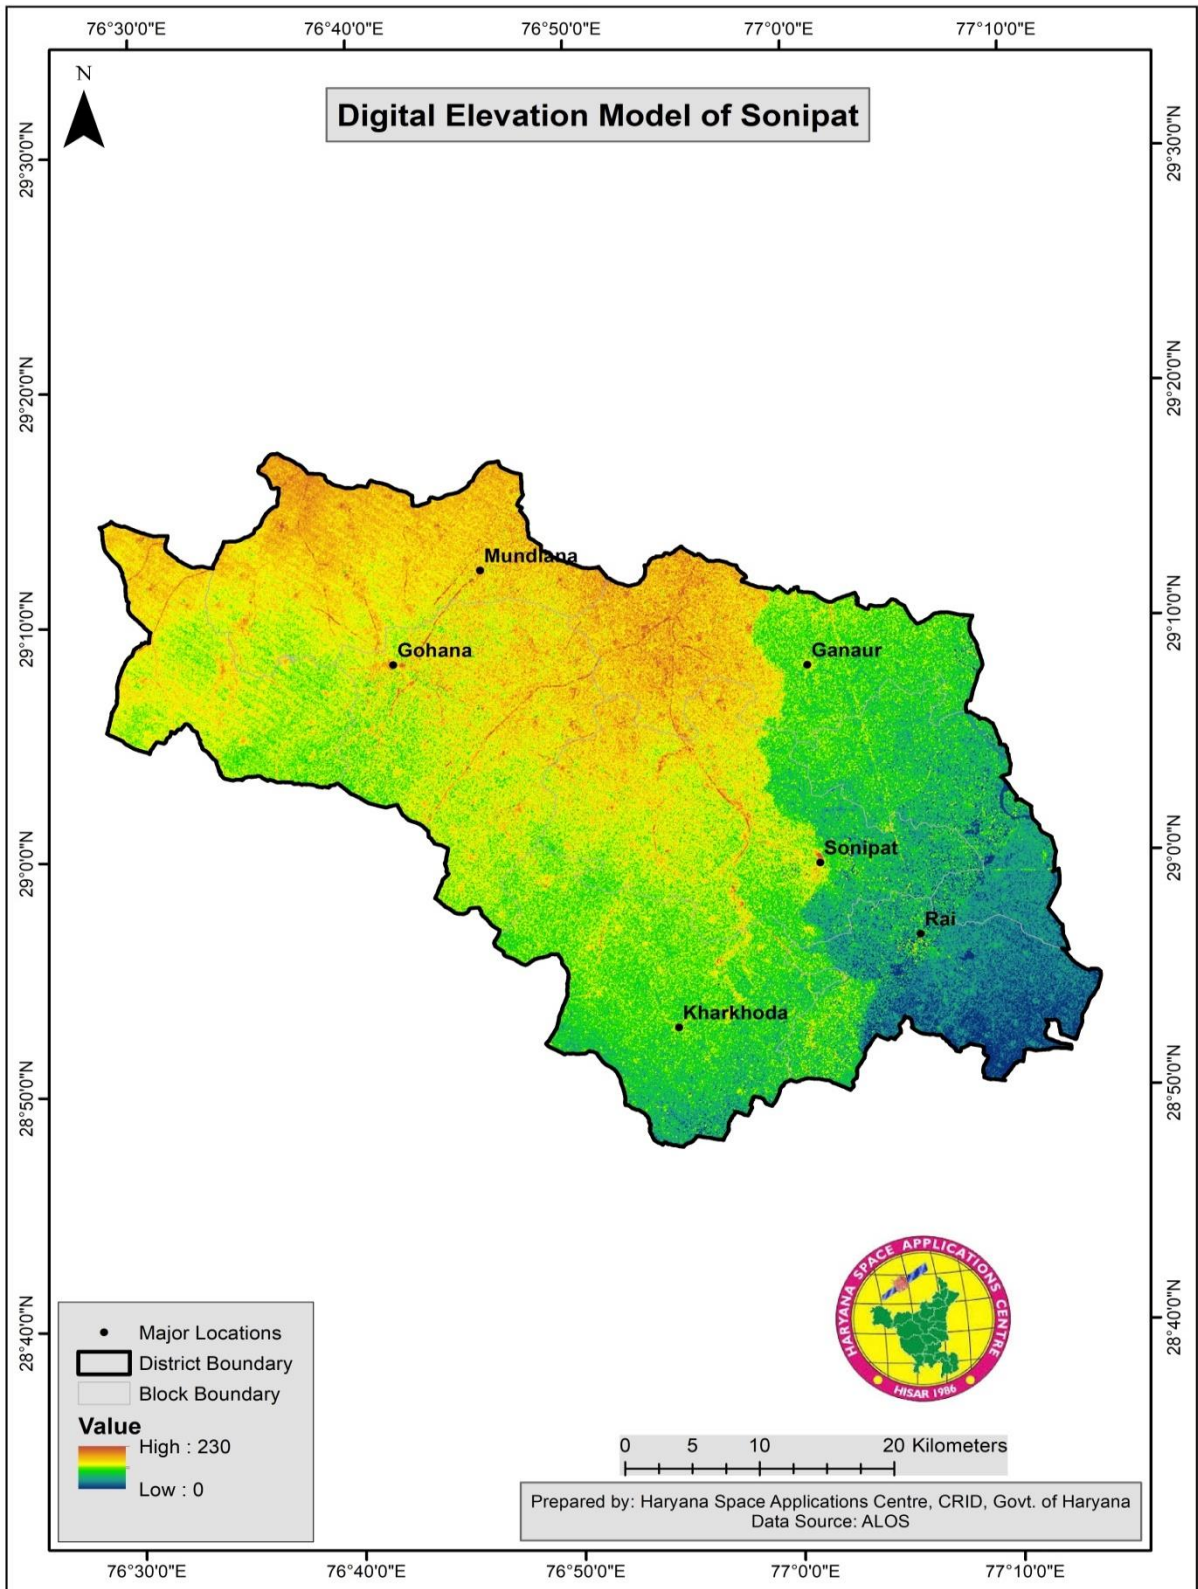 76°30'0"E 76°40'0"E 76°50'0"E 77°0'0"E 77°10'0"E
N
Digital Elevation Model of Sonipat
29°30'0"N 29°30'0"N
29°20'0"N 29°20'0"N
Mundlana
29°10'0"N 29°10'0"N
Gohana Ganaur
29°0'0"N 29°0'0"N
Sonipat
Rai
Kharkhoda
28°50'0"N 28°50'0"N
HARYANA SPACE APPLICATIONS CENTRE
HISAR 1986
28°40'0"N 28°40'0"N
Major Locations
District Boundary
Block Boundary
Value
High : 230
Low : 0
0 5 10 20 Kilometers
Prepared by: Haryana Space Applications Centre, CRID, Govt. of Haryana
Data Source: ALOS
76°30'0"E 76°40'0"E 76°50'0"E 77°0'0"E 77°10'0"E